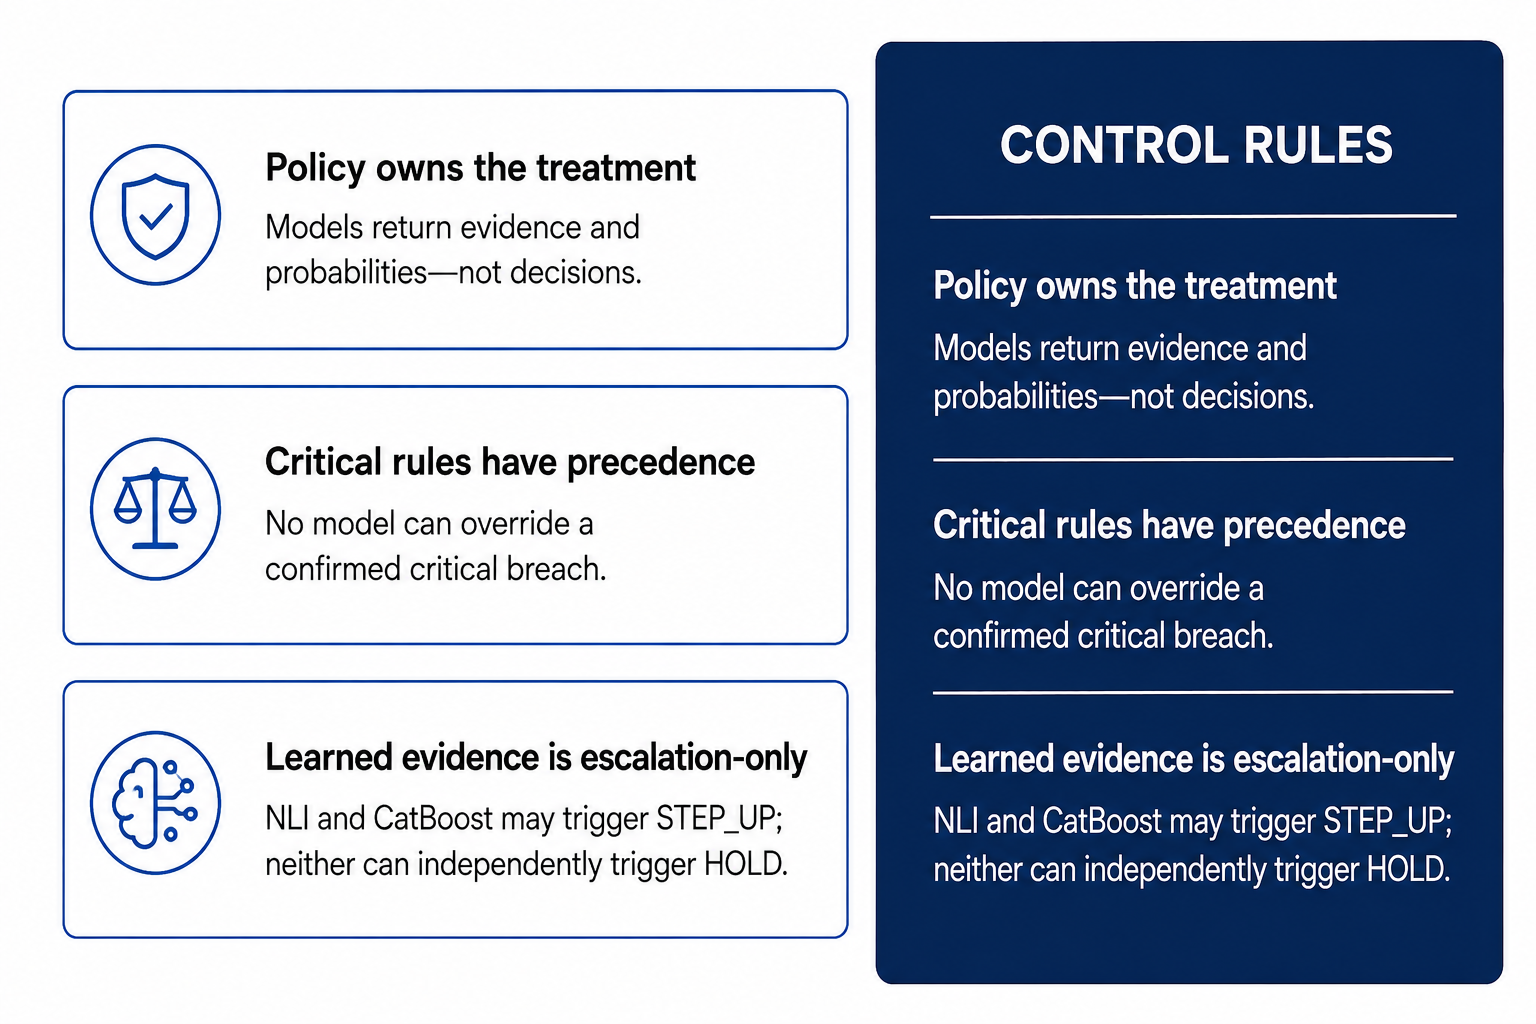 Policy owns the treatment
Models return evidence and
probabilities—not decisions.
Critical rules have precedence
No model can override a
confirmed critical breach.
Learned evidence is escalation-only
NLI and CatBoost may trigger STEP_UP;
neither can independently trigger HOLD.
CONTROL RULES
Policy owns the treatment
Models return evidence and
probabilities—not decisions.
Critical rules have precedence
No model can override a
confirmed critical breach.
Learned evidence is escalation-only
NLI and CatBoost may trigger STEP_UP;
neither can independently trigger HOLD.